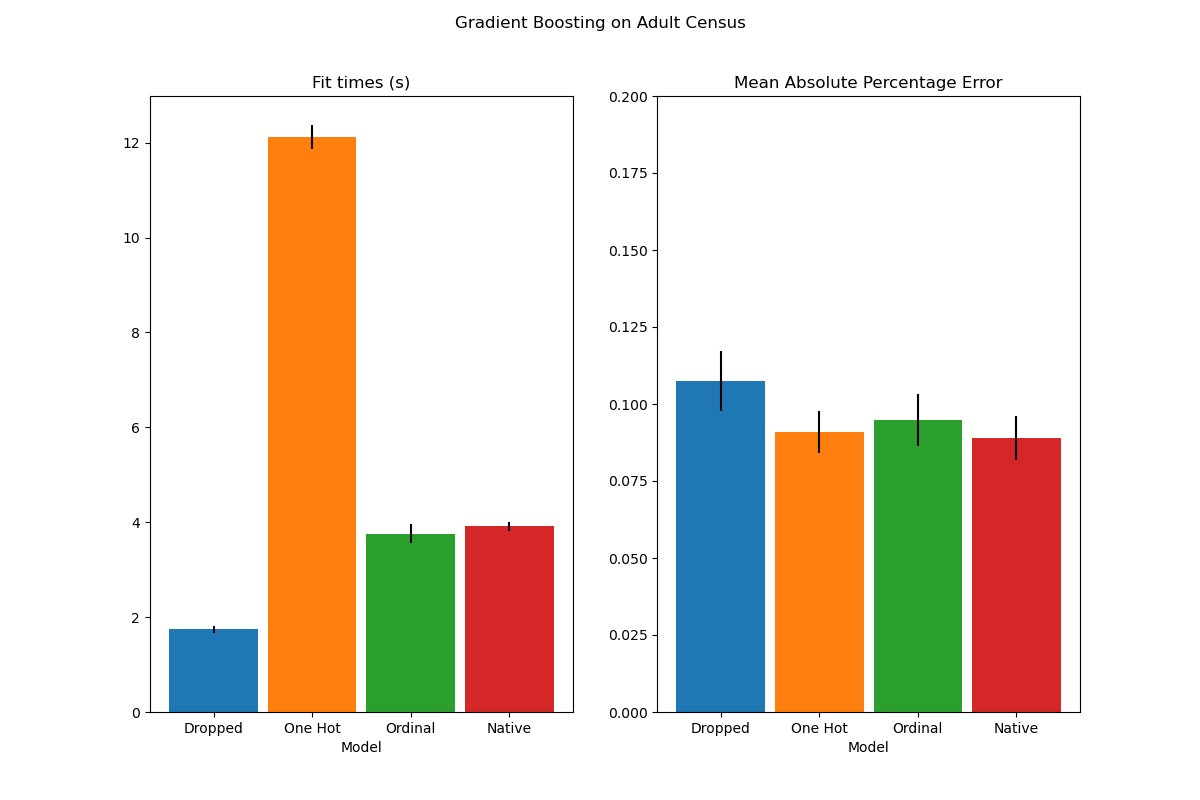 Gradient Boosting on Adult Census
Fit times (s)
12
10
8
6
4
2
0
Dropped One Hot Ordinal Native
Model
Mean Absolute Percentage Error
0.200
0.175
0.150
0.125
0.100
0.075
0.050
0.025
0.000
Dropped One Hot Ordinal Native
Model